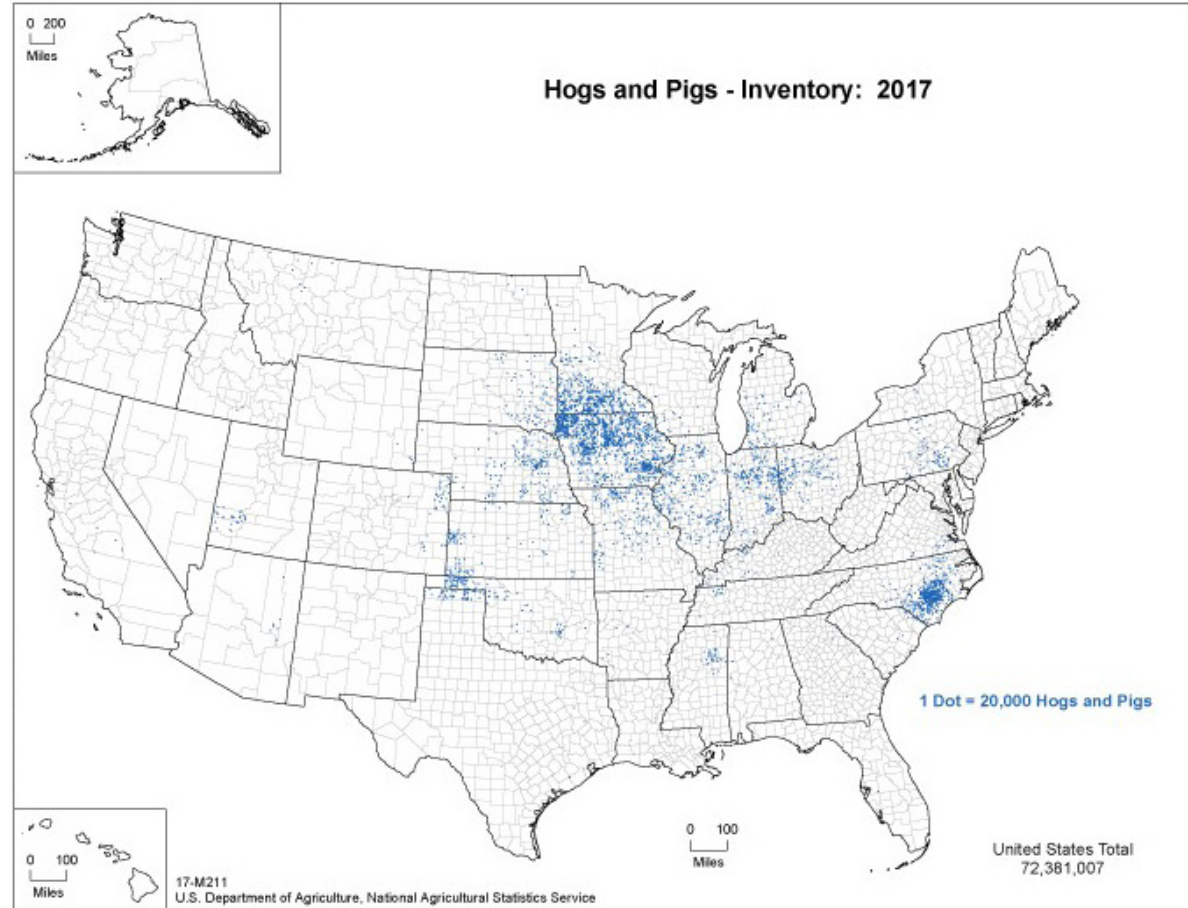 0 200
Miles
Hogs and Pigs - Inventory: 2017
1 Dot = 20,000 Hogs and Pigs
0 100
Miles
United States Total
72,381,007
0 100
Miles
17-M211
U.S. Department of Agriculture, National Agricultural Statistics Service